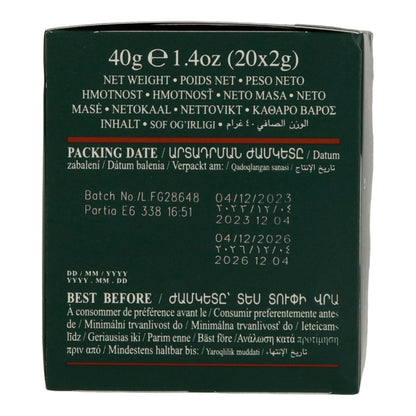 40g ℮ 1.4oz (20x2g)
NET WEIGHT • POIDS NET • PESO NETO
HMOTNOST • HMOTNOSŤ • NETO MASA • NETO
MASĖ • NETOKAAL • NETTOVIKT • ΚΑΘΑΡΟ ΒΑΡΟΣ
INHALT • SOF OG'IRLIGI • الوزن الصافي ٤٠ غرام
PACKING DATE / ԱՐՏԱԴՐՄԱՆ ԺԱՄԿԵՏԸ / Datum
zabalení / Dátum balenia / Verpackt am: / Qadoqlangan sanasi / تاريخ الإنتاج
Batch No./L.FG28648 04/12/2023
٢٠٢٣/١٢/٠٤
Partia E6 338 16:51 2023 12 04
04/12/2026
٢٠٢٦/١٢/٠٤
2026 12 04
DD / MM / YYYY
YYYY . MM . DD
BEST BEFORE / ԺԱՄԿԵՏԸ՝ ՏԵՍ ՏՈՒՓԻ ՎՐԱ
A consommer de préférence avant le / Consumir preferentemente antes
de / Minimální trvanlivost do / Minimálna trvanlivosť do / Ieteicams
līdz / Geriausias iki / Parim enne / Bäst före / Ανάλωση κατά προτίμηση
πριν από / Mindestens haltbar bis: / Yaroqlilik muddati / تاريخ الإنتهاء